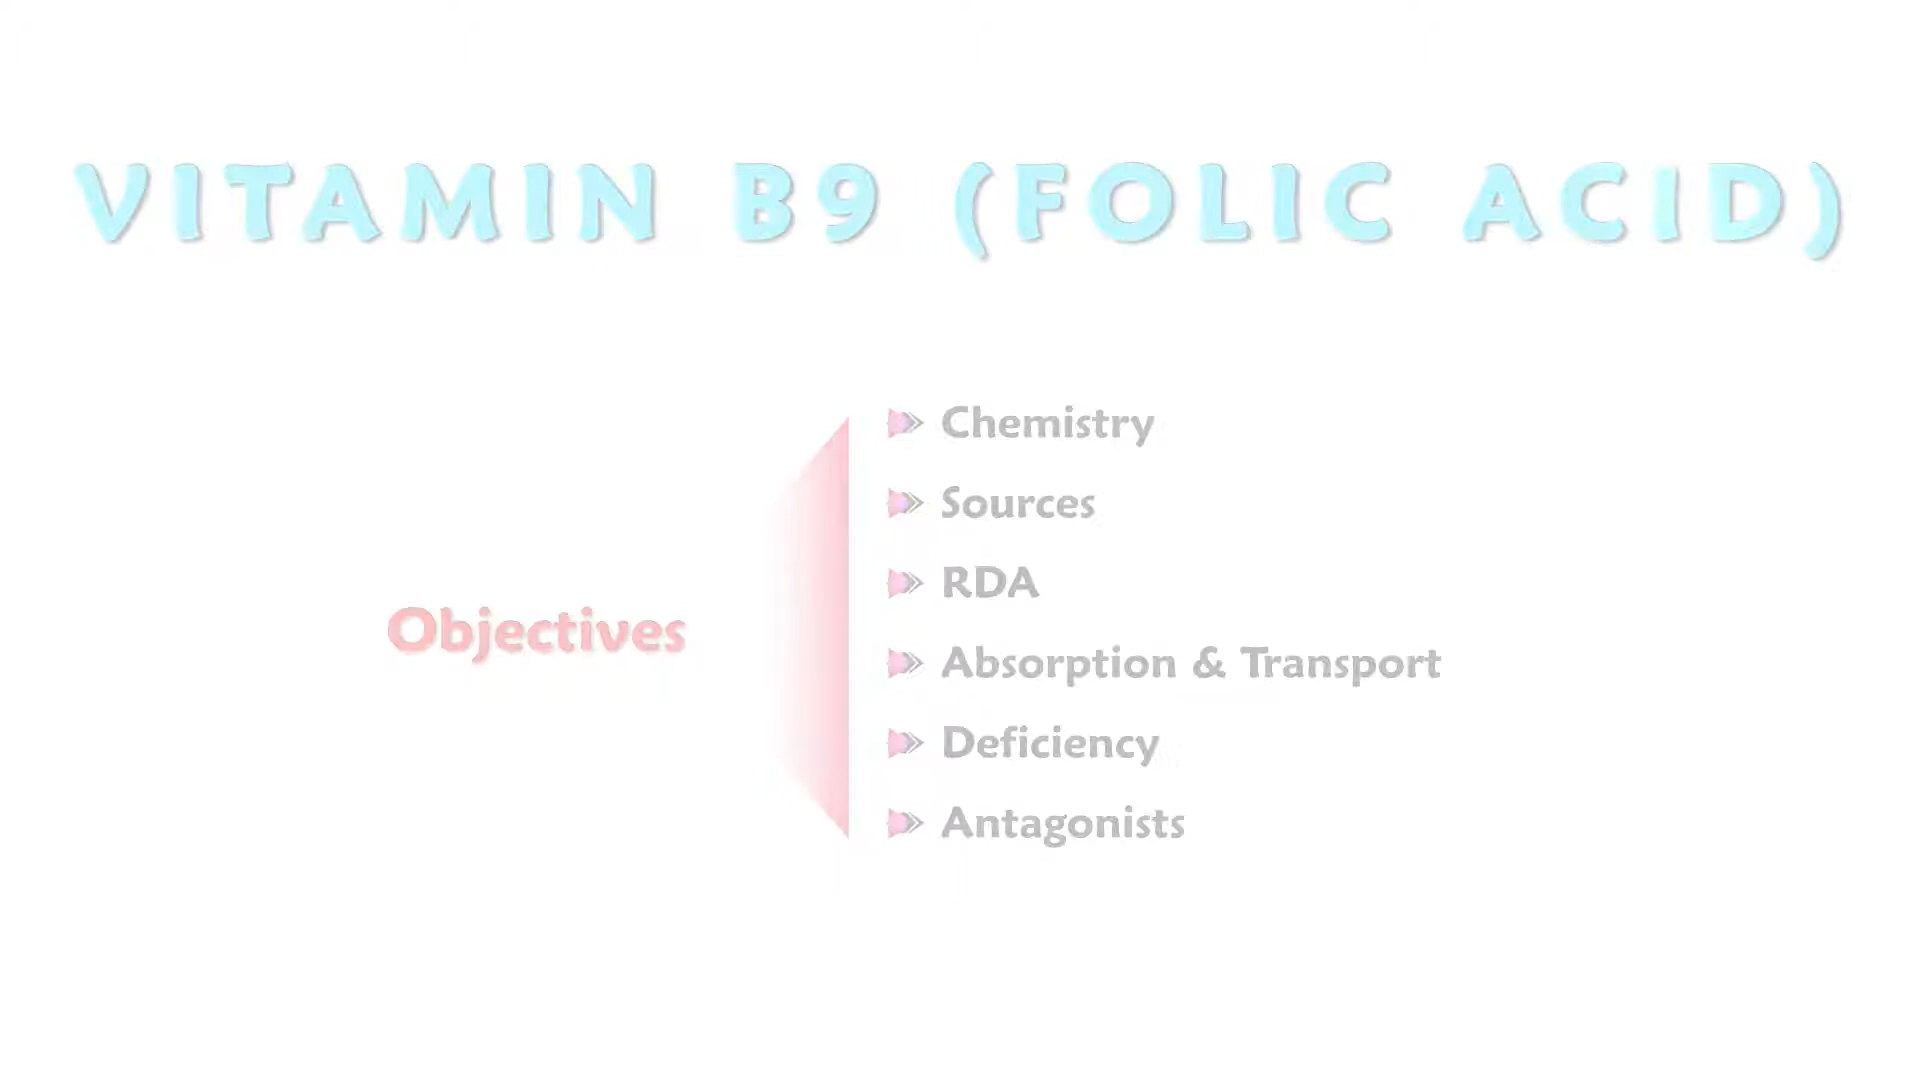 VITAMIN B9 (FOLIC ACID)
Objectives
Chemistry
Sources
RDA
Absorption & Transport
Deficiency
Antagonists